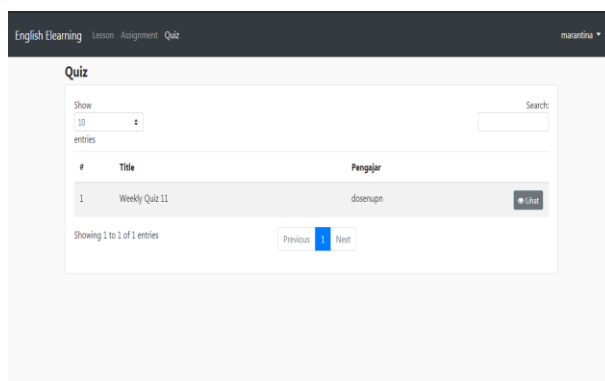 English Elearning Lesson Assignment Quiz marantina
Quiz
Show
10
entries
Search:
# Title Pengajar
1 Weekly Quiz 11 dosenupn Lihat
Showing 1 to 1 of 1 entries
Previous 1 Next